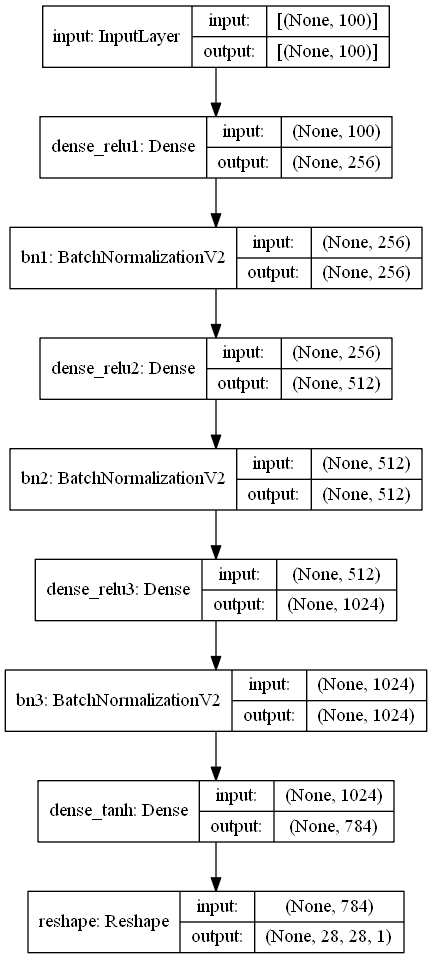 input: InputLayer
input: [(None, 100)]
output: [(None, 100)]
dense_relu1: Dense
input: (None, 100)
output: (None, 256)
bn1: BatchNormalizationV2
input: (None, 256)
output: (None, 256)
dense_relu2: Dense
input: (None, 256)
output: (None, 512)
bn2: BatchNormalizationV2
input: (None, 512)
output: (None, 512)
dense_relu3: Dense
input: (None, 512)
output: (None, 1024)
bn3: BatchNormalizationV2
input: (None, 1024)
output: (None, 1024)
dense_tanh: Dense
input: (None, 1024)
output: (None, 784)
reshape: Reshape
input: (None, 784)
output: (None, 28, 28, 1)